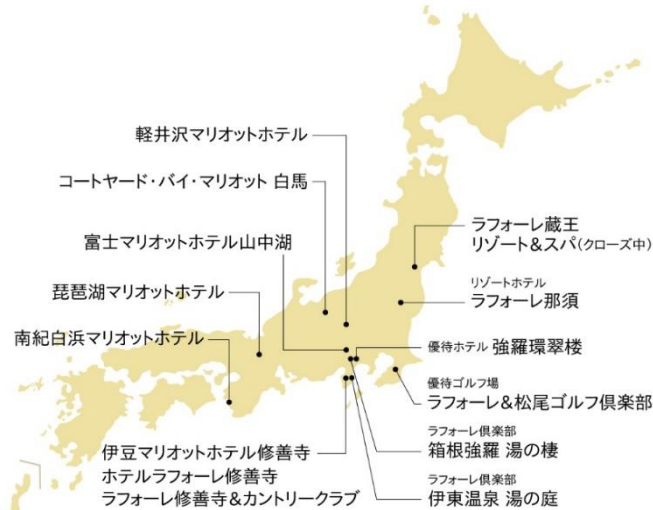 軽井沢マリオットホテル
コートヤード・バイ・マリオット 白馬
富士マリオットホテル山中湖
琵琶湖マリオットホテル
南紀白浜マリオットホテル
伊豆マリオットホテル修善寺
ホテルラフォーレ修善寺
ラフォーレ修善寺&カントリークラブ
ラフォーレ蔵王
リゾート&スパ(クローズ中)
リゾートホテル
ラフォーレ那須
優待ホテル 強羅環翠楼
優待ゴルフ場
ラフォーレ&松尾ゴルフ倶楽部
ラフォーレ倶楽部
箱根強羅 湯の棲
ラフォーレ倶楽部
伊東温泉 湯の庭